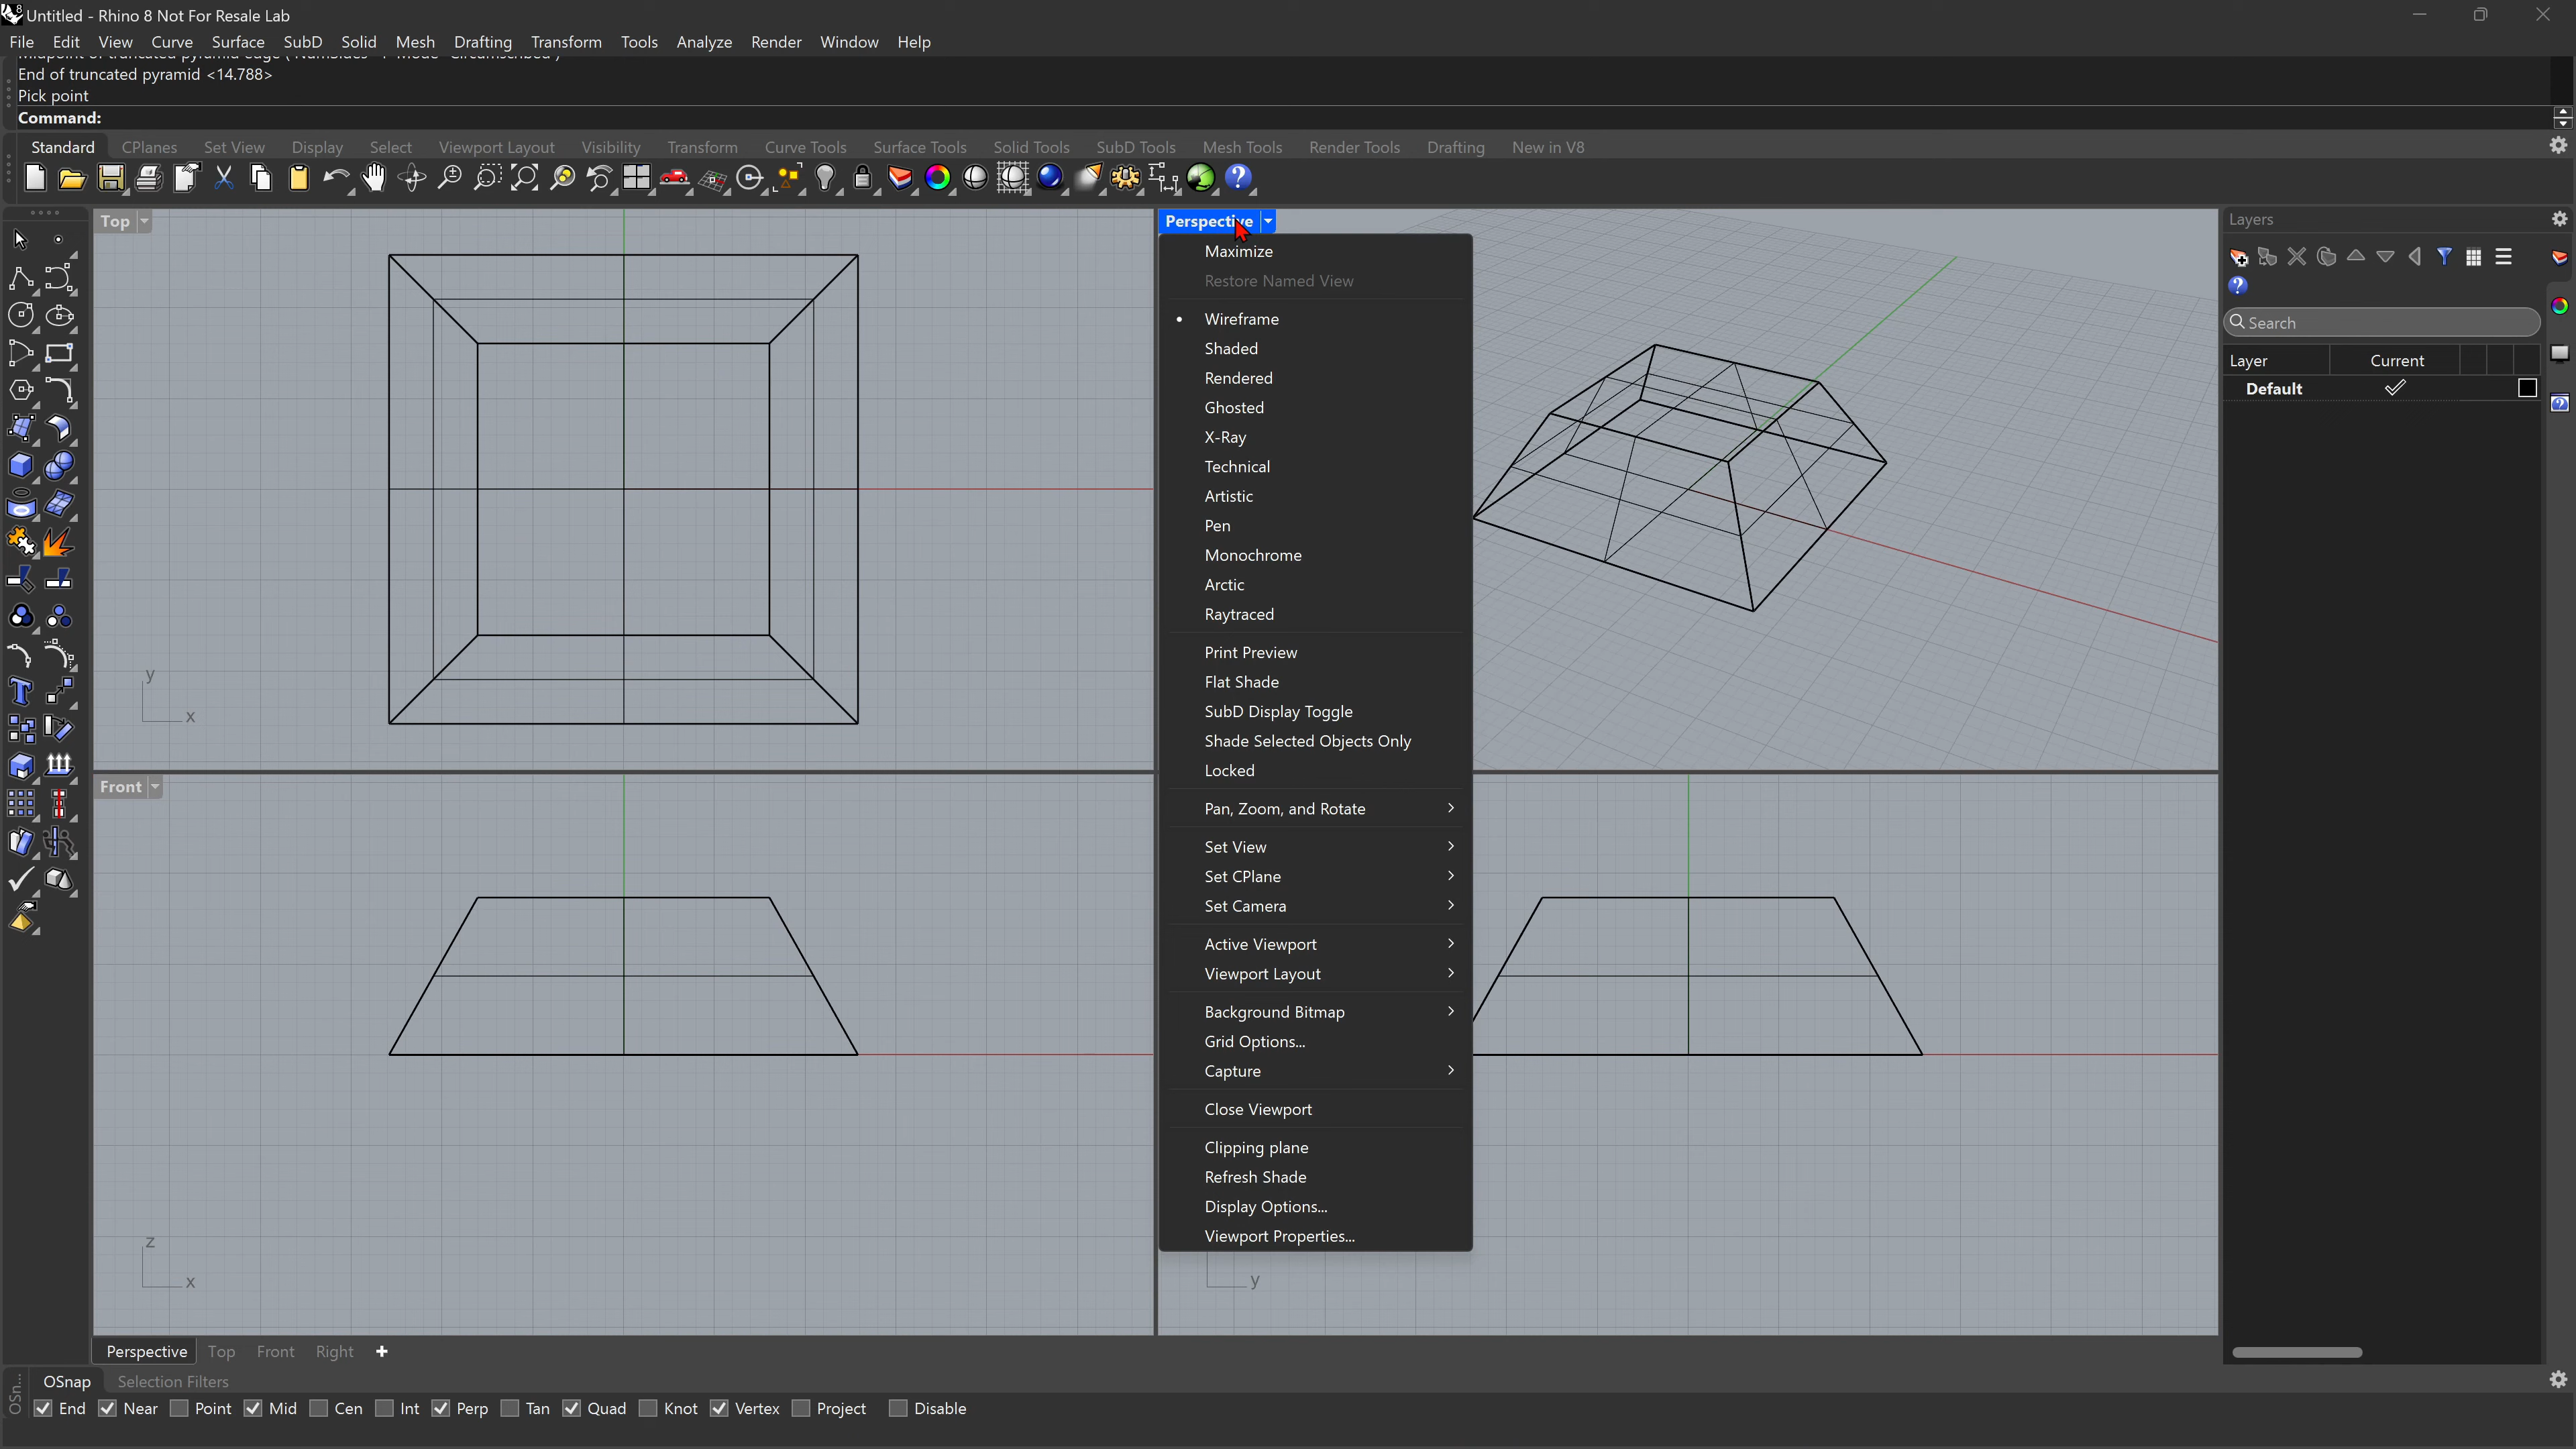 Untitled - Rhino 8 Not For Resale Lab
File Edit View Curve Surface SubD Solid Mesh Drafting Transform Tools Analyze Render Window Help
End of truncated pyramid <14.788>
Pick point
Command:
Standard CPlanes Set View Display Select Viewport Layout Visibility Transform Curve Tools Surface Tools Solid Tools SubD Tools Mesh Tools Render Tools Drafting New in V8
Top
Perspective
Maximize
Restore Named View
Wireframe
Shaded
Rendered
Ghosted
X-Ray
Technical
Artistic
Pen
Monochrome
Arctic
Raytraced
Print Preview
Flat Shade
SubD Display Toggle
Shade Selected Objects Only
Locked
Pan, Zoom, and Rotate
Set View
Set CPlane
Set Camera
Active Viewport
Viewport Layout
Background Bitmap
Grid Options...
Capture
Close Viewport
Clipping plane
Refresh Shade
Display Options...
Viewport Properties...
y
x
Front
z
x
y
Layers
Search
Layer Current
Default
Perspective Top Front Right +
OSn...
OSnap Selection Filters
End Near Point Mid Cen Int Perp Tan Quad Knot Vertex Project Disable